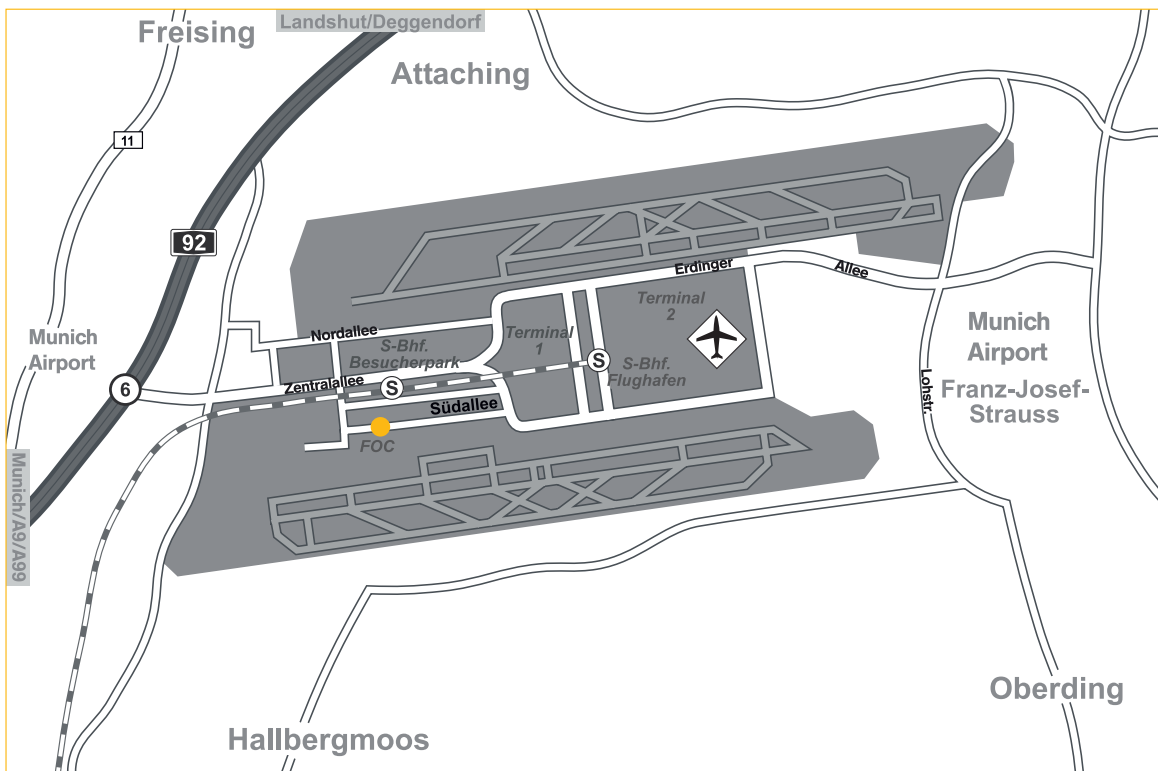 Landshut/Deggendorf
Freising
Attaching
11
92
Erdinger
Allee
Terminal
2
Nordallee
Terminal
1
S-Bhf.
Besucherpark
Munich
Airport
Munich
Airport
S
S-Bhf.
Flughafen
6
Zentralallee
S
Lohstr.
Franz-Josef-
Strauss
Südallee
FOC
Munich/A9/A99
Oberding
Hallbergmoos